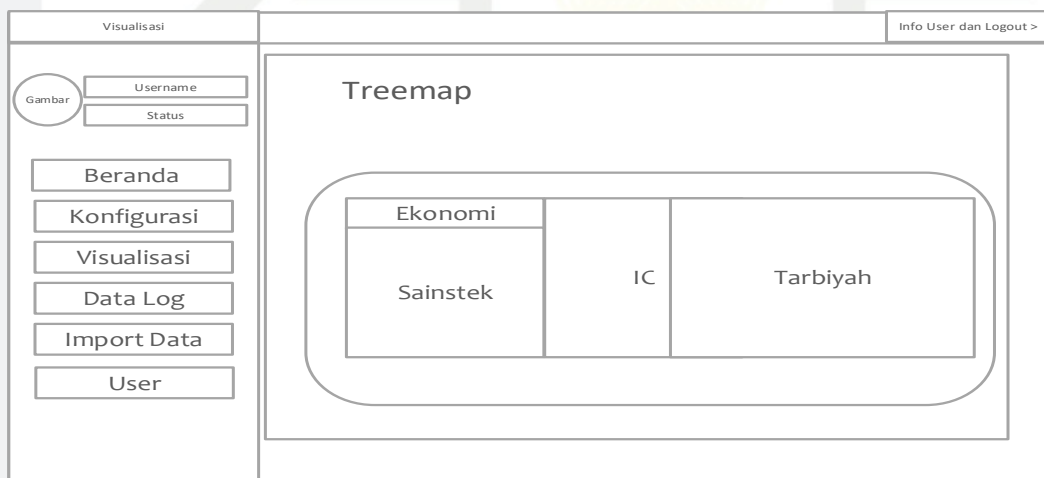 Visualisasi
Info User dan Logout >
Gambar
Username
Status
Beranda
Konfigurasi
Visualisasi
Data Log
Import Data
User
Treemap
Ekonomi
Sainstek
IC
Tarbiyah